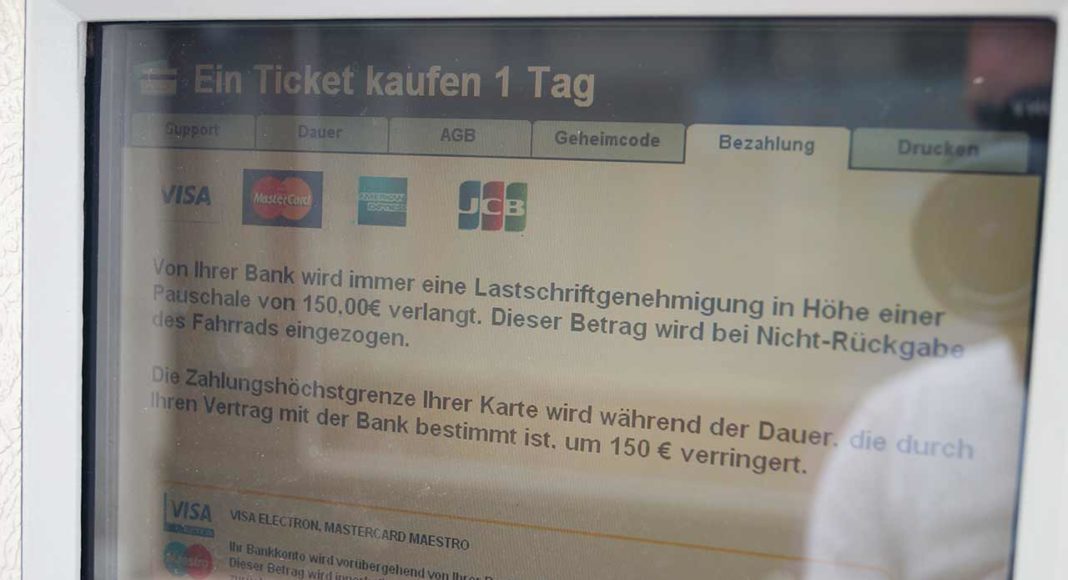 Ein Ticket kaufen 1 Tag
Support Dauer AGB Geheimcode Bezahlung Drucken
VISA MasterCard AMERICAN EXPRESS JCB
Von Ihrer Bank wird immer eine Lastschriftgenehmigung in Höhe einer
Pauschale von 150,00€ verlangt. Dieser Betrag wird bei Nicht-Rückgabe
des Fahrrads eingezogen.
Die Zahlungshöchstgrenze Ihrer Karte wird während der Dauer. die durch
Ihren Vertrag mit der Bank bestimmt ist. um 150 € verringert.
VISA VISA ELECTRON. MASTERCARD MAESTRO
Maestro Ihr Bankkonto wird vorübergehend von Ihrer
Dieser Betrag wird